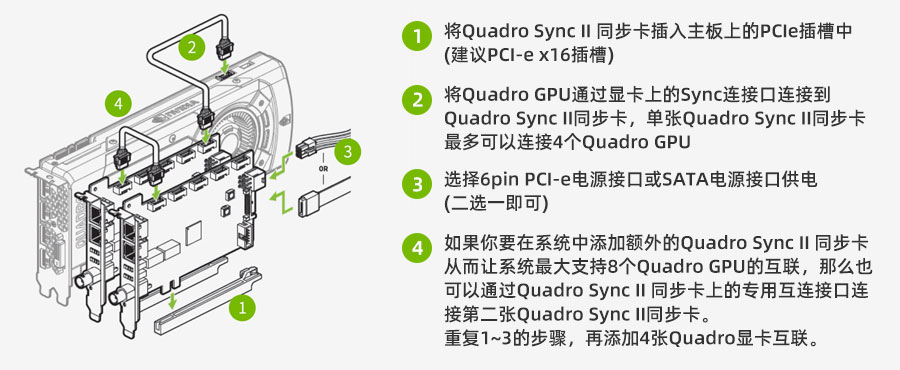 2
4
NVIDIA
3
OR
1
1 将Quadro Sync II 同步卡插入主板上的PCIe插槽中
(建议PCI-e x16插槽)
2 将Quadro GPU通过显卡上的Sync连接口连接到
Quadro Sync II同步卡，单张Quadro Sync II同步卡
最多可以连接4个Quadro GPU
3 选择6pin PCI-e电源接口或SATA电源接口供电
(二选一即可)
4 如果你要在系统中添加额外的Quadro Sync II 同步卡
从而让系统最大支持8个Quadro GPU的互联，那么也
可以通过Quadro Sync II 同步卡上的专用互连接口连
接第二张Quadro Sync II同步卡。
重复1~3的步骤，再添加4张Quadro显卡互联。